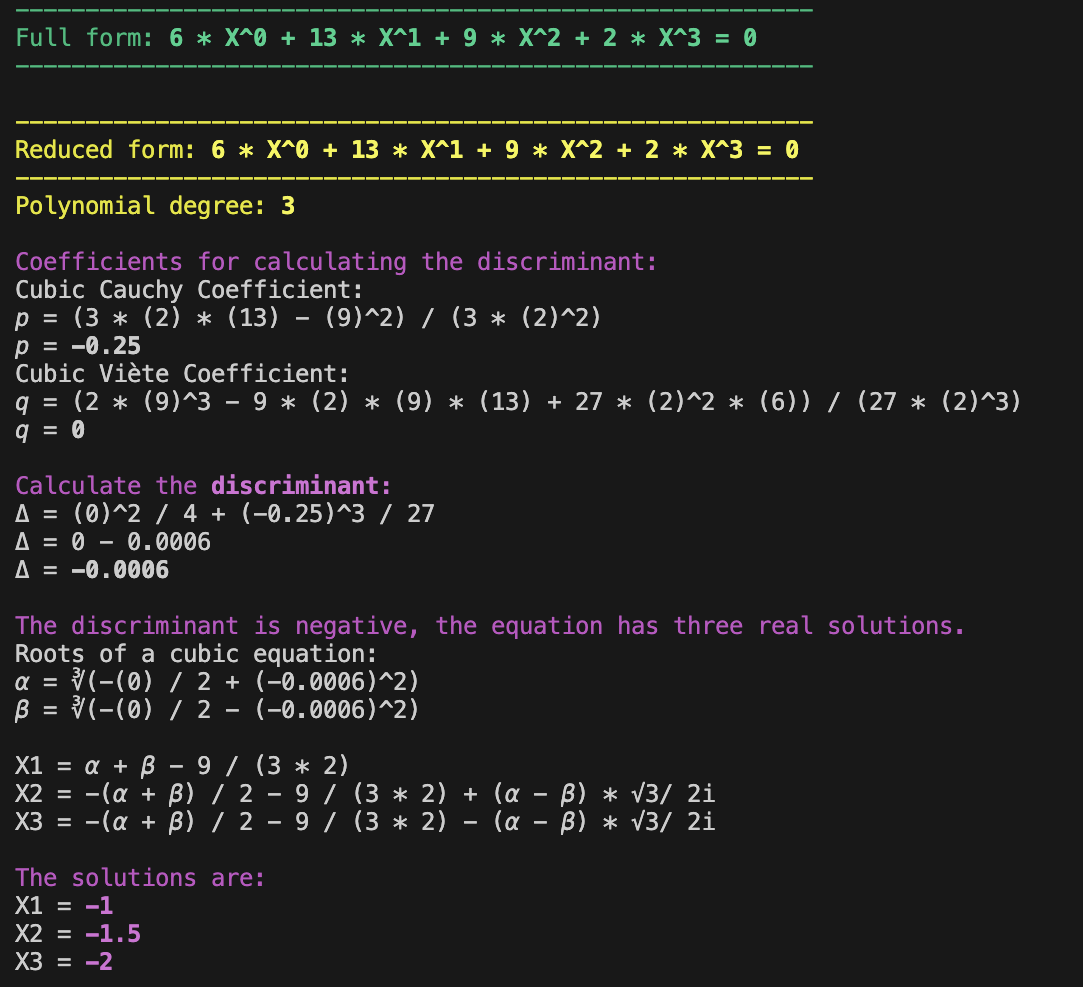 Full form: 6 * X^0 + 13 * X^1 + 9 * X^2 + 2 * X^3 = 0
Reduced form: 6 * X^0 + 13 * X^1 + 9 * X^2 + 2 * X^3 = 0
Polynomial degree: 3
Coefficients for calculating the discriminant:
Cubic Cauchy Coefficient:
p = (3 * (2) * (13) - (9)^2) / (3 * (2)^2)
p = -0.25
Cubic Viète Coefficient:
q = (2 * (9)^3 - 9 * (2) * (9) * (13) + 27 * (2)^2 * (6)) / (27 * (2)^3)
q = 0
Calculate the discriminant:
Δ = (0)^2 / 4 + (-0.25)^3 / 27
Δ = 0 - 0.0006
Δ = -0.0006
The discriminant is negative, the equation has three real solutions.
Roots of a cubic equation:
α = ∛(-(0) / 2 + (-0.0006)^2)
β = ∛(-(0) / 2 - (-0.0006)^2)
X1 = α + β - 9 / (3 * 2)
X2 = -(α + β) / 2 - 9 / (3 * 2) + (α - β) * √3/ 2i
X3 = -(α + β) / 2 - 9 / (3 * 2) - (α - β) * √3/ 2i
The solutions are:
X1 = -1
X2 = -1.5
X3 = -2